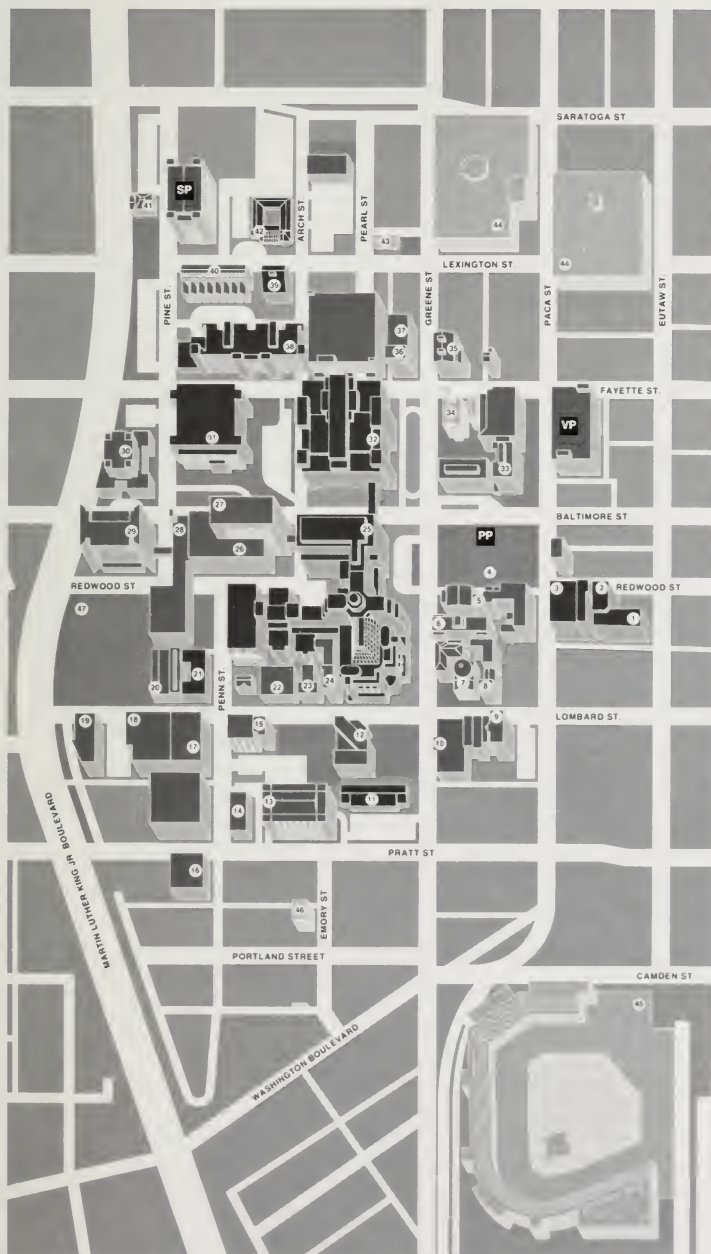 SARATOGA ST
SP
41
ARCH ST.
PEARL ST
42
43
44
44
LEXINGTON ST.
PINE ST.
GREENE ST
PACA ST
EUTAW ST.
40
39
38
37
36
35
FAYETTE ST.
34
VP
31
32
33
30
27
BALTIMORE ST
29
28
26
25
PP
4
REDWOOD ST
REDWOOD ST
47
3
2
1
5
6
7
8
20
21
PENN ST.
22
23
24
LOMBARD ST.
19
18
17
15
12
10
9
MARTIN LUTHER KING JR BOULEVARD
14
13
11
PRATT ST
16
46
EMORY ST
PORTLAND STREET
CAMDEN ST
45
WASHINGTON BOULEVARD